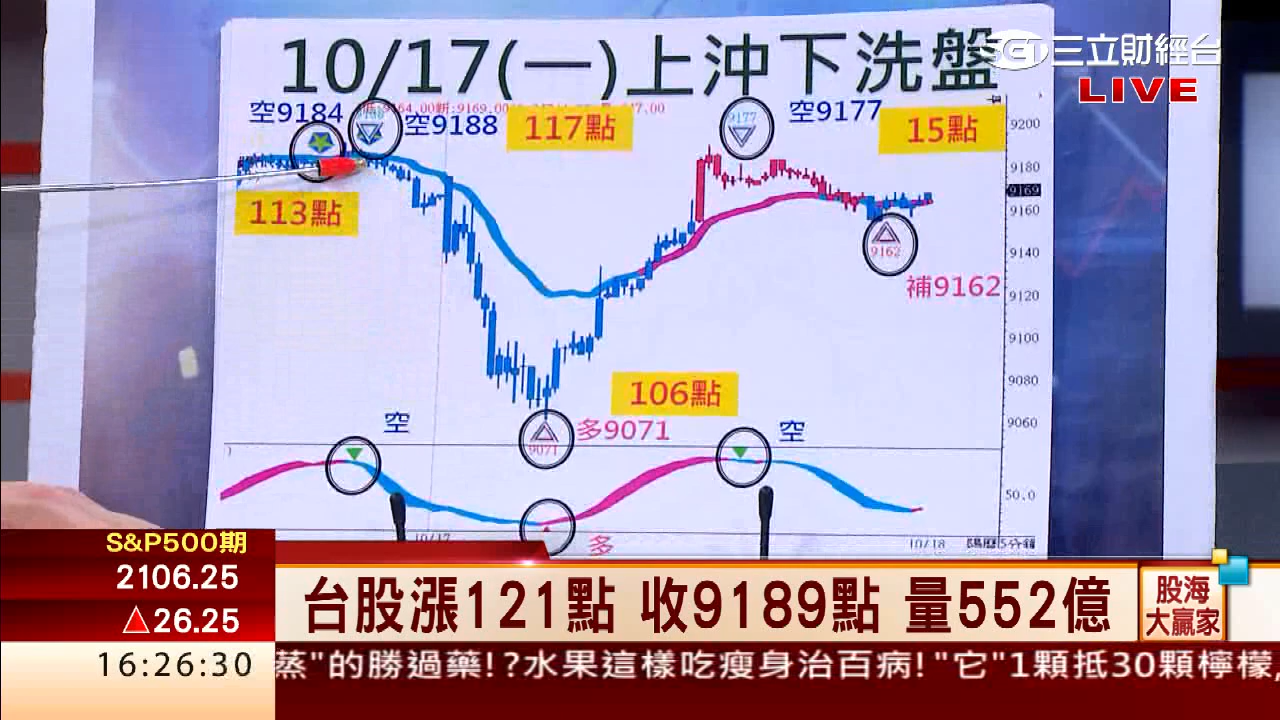 10/17(一)上沖下洗盤
三立財經台
LIVE
空9184
空9188
117點
空9177
15點
9177
113點
9200
9180
9169
9160
9140
9120
9100
9080
9060
50.0
9162
補9162
106點
多9071
9071
空
空
多
10/17
10/18
S&P500期
2106.25
△26.25
16:26:30
台股漲121點 收9189點 量552億
股海
大贏家
蒸"的勝過藥!?水果這樣吃瘦身治百病!"它"1顆抵30顆檸檬,